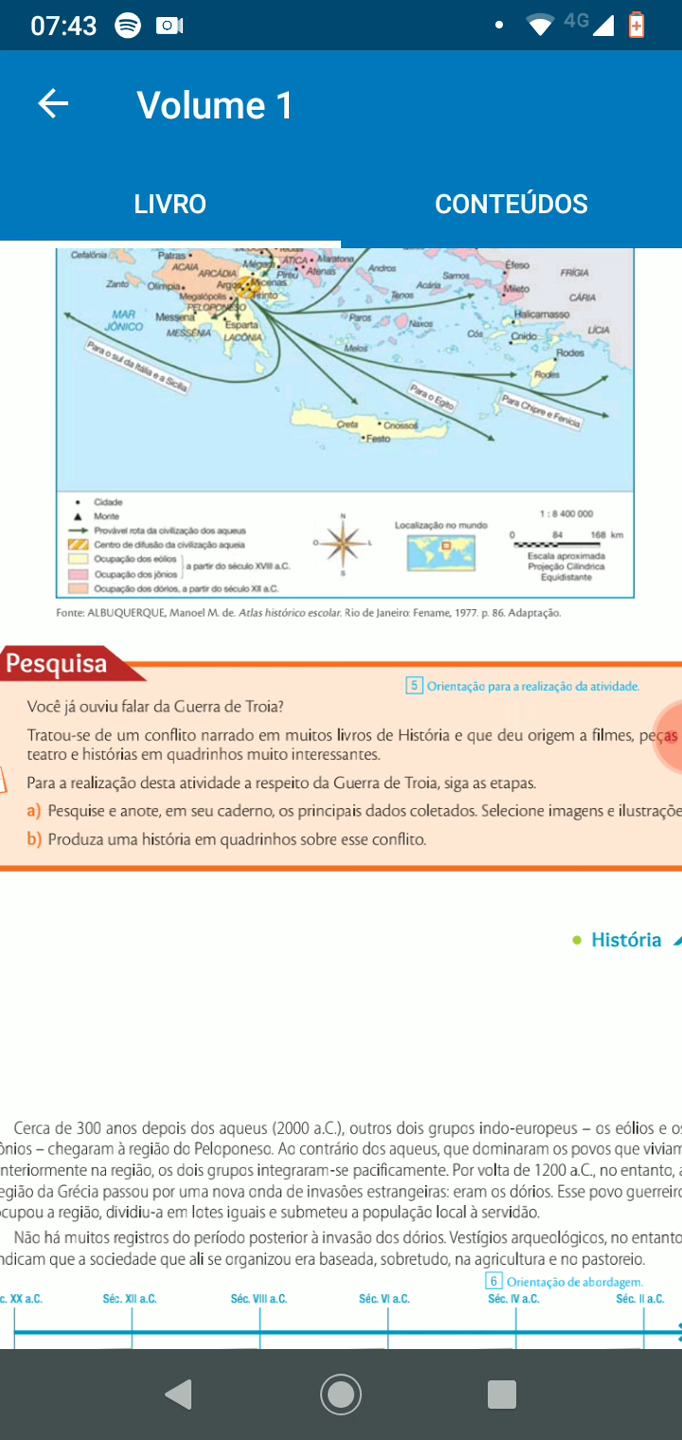 07:43
4G
Volume 1
LIVRO
CONTEÚDOS
Cefalônia
Patras
ACAIA
ARCÁDIA
Mégara
ÁTICA
Maratona
Pireu
Atenas
Andros
Samos
Éfeso
FRÍGIA
Zanto
Olímpia
Argos
Micenas
Tirinto
Acária
Tenos
Mileto
CÁRIA
Megalópolis
PELOPONESO
MAR
JÔNICO
Messena
MESSÊNIA
Esparta
LACÔNIA
Paros
Naxos
Halicarnasso
Cós
Cnido
LÍCIA
Melos
Rodes
Rodes
Para o sul da Itália e a Sicília
Para o Egito
Para Chipre e Fenícia
Creta
Cnossos
Festo
Cidade
Monte
Provável rota da civilização dos aqueus
Centro de difusão da civilização aqueia
Ocupação dos eólios
Ocupação dos jônios
a partir do século XVIII a.C.
Ocupação dos dórios, a partir do século XII a.C.
N
O
L
S
Localização no mundo
1 : 8 400 000
0 84 168 km
Escala aproximada
Projeção Cilíndrica
Equidistante
Fonte: ALBUQUERQUE, Manoel M. de. Atlas histórico escolar. Rio de Janeiro: Fename, 1977. p. 86. Adaptação.
Pesquisa
5 Orientação para a realização da atividade.
Você já ouviu falar da Guerra de Troia?
Tratou-se de um conflito narrado em muitos livros de História e que deu origem a filmes, peças
teatro e histórias em quadrinhos muito interessantes.
Para a realização desta atividade a respeito da Guerra de Troia, siga as etapas.
a) Pesquise e anote, em seu caderno, os principais dados coletados. Selecione imagens e ilustraçõe
b) Produza uma história em quadrinhos sobre esse conflito.
História
Cerca de 300 anos depois dos aqueus (2000 a.C.), outros dois grupos indo-europeus – os eólios e os
ônios – chegaram à região do Peloponeso. Ao contrário dos aqueus, que dominaram os povos que viviam
nteriormente na região, os dois grupos integraram-se pacificamente. Por volta de 1200 a.C., no entanto, a
egião da Grécia passou por uma nova onda de invasões estrangeiras: eram os dórios. Esse povo guerreiro
cupou a região, dividiu-a em lotes iguais e submeteu a população local à servidão.
Não há muitos registros do período posterior à invasão dos dórios. Vestígios arqueológicos, no entanto
ndicam que a sociedade que ali se organizou era baseada, sobretudo, na agricultura e no pastoreio.
6 Orientação de abordagem.
c. XX a.C.
Séc. XII a.C.
Séc. VIII a.C.
Séc. VI a.C.
Séc. IV a.C.
Séc. II a.C.